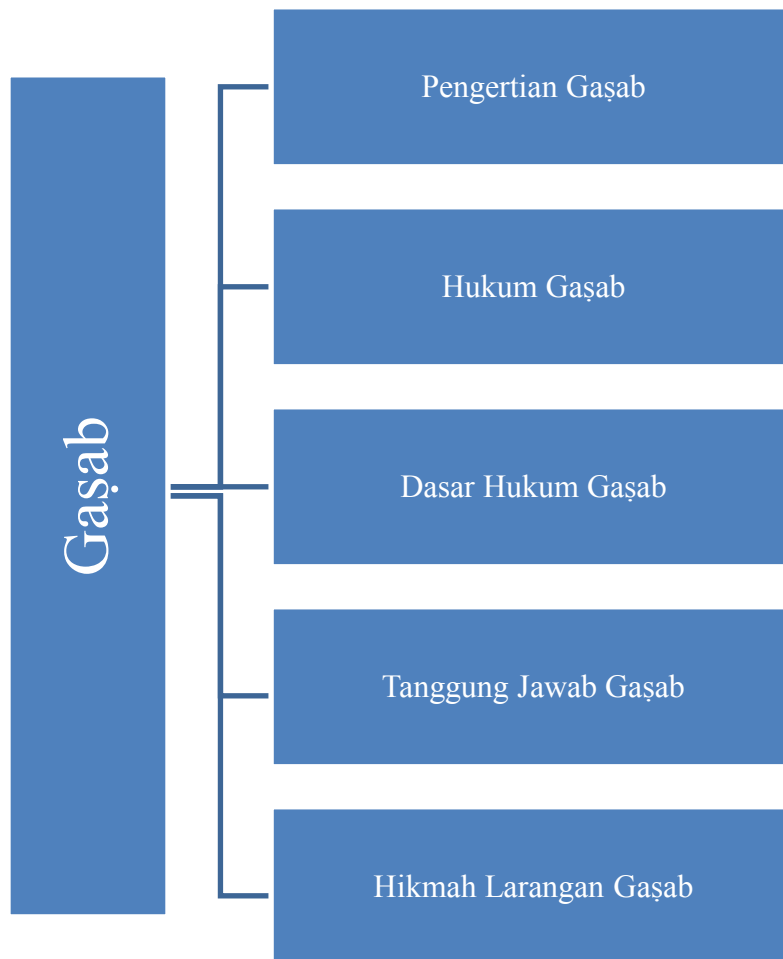 Gaṣab
Pengertian Gaṣab
Hukum Gaṣab
Dasar Hukum Gaṣab
Tanggung Jawab Gaṣab
Hikmah Larangan Gaṣab